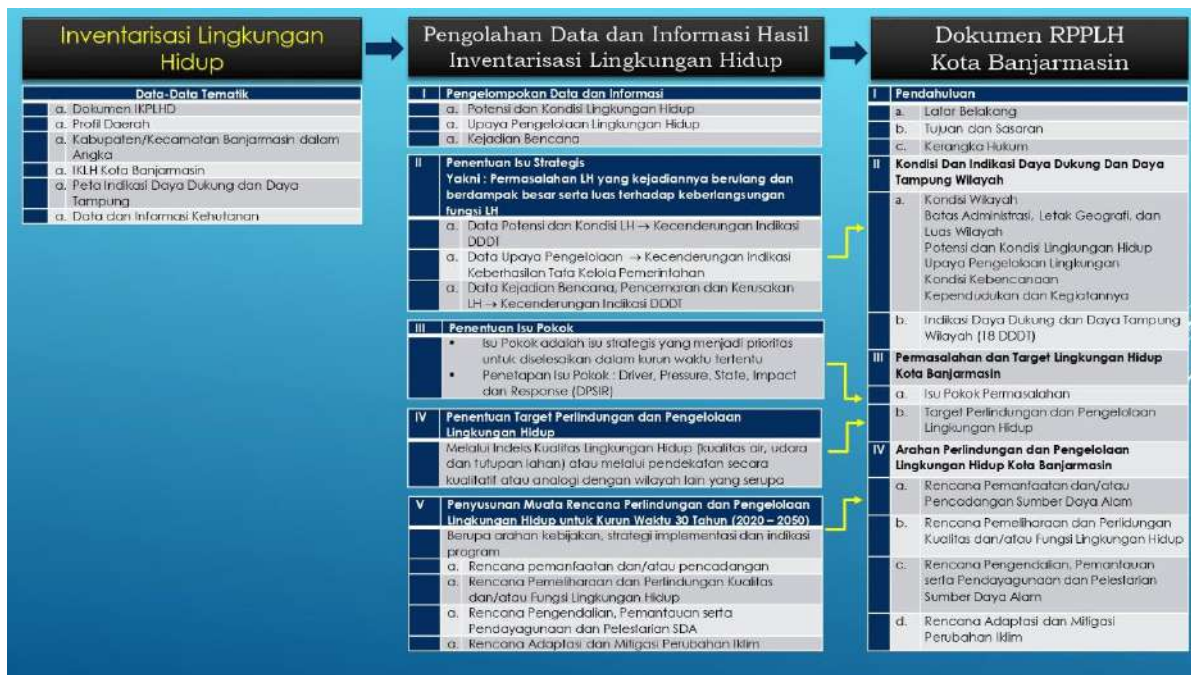 Inventarisasi Lingkungan
Hidup
Data-Data Tematik
a. Dokumen IKPLHD
a. Profil Daerah
a. Kabupaten/Kecamatan Banjarmasin dalam
Angka
a. IKLH Kota Banjarmasin
a. Peta Indikasi Daya Dukung dan Daya
Tampung
a. Data dan Informasi Kehutanan
Pengolahan Data dan Informasi Hasil
Inventarisasi Lingkungan Hidup
I Pengelompokan Data dan Informasi
a. Potensi dan Kondisi Lingkungan Hidup
a. Upaya Pengelolaan Lingkungan Hidup
a. Kejadian Bencana
II Penentuan Isu Strategis
Yakni : Permasalahan LH yang kejadiannya berulang dan
berdampak besar serta luas terhadap keberlangsungan
fungsi LH
a. Data Potensi dan Kondisi LH → Kecenderungan Indikasi
DDDT
a. Data Upaya Pengelolaan → Kecenderungan Indikasi
Keberhasilan Tata Kelola Pemerintahan
a. Data Kejadian Bencana, Pencemaran dan Kerusakan
LH → Kecenderungan Indikasi DDDT
III Penentuan Isu Pokok
• Isu Pokok adalah isu strategis yang menjadi prioritas
untuk diselesaikan dalam kurun waktu tertentu
• Penetapan Isu Pokok : Driver, Pressure, State, Impact
dan Response (DPSIR)
IV Penentuan Target Perlindungan dan Pengelolaan
Lingkungan Hidup
Melalui Indeks Kualitas Lingkungan Hidup (kualitas air, udara
dan tutupan lahan) atau melalui pendekatan secara
kualitatif atau analogi dengan wilayah lain yang serupa
V Penyusunan Muata Rencana Perlindungan dan Pengelolaan
Lingkungan Hidup untuk Kurun Waktu 30 Tahun (2020 – 2050)
Berupa arahan kebijakan, strategi implementasi dan indikasi
program
a. Rencana pemanfaatan dan/atau pencadangan
a. Rencana Pemeliharaan dan Perlindungan Kualitas
dan/atau Fungsi Lingkungan Hidup
a. Rencana Pengendalian, Pemantauan serta
Pendayagunaan dan Pelestarian SDA
a. Rencana Adaptasi dan Mitigasi Perubahan Iklim
Dokumen RPPLH
Kota Banjarmasin
I Pendahuluan
a. Latar Belakang
b. Tujuan dan Sasaran
c. Kerangka Hukum
II Kondisi Dan Indikasi Daya Dukung Dan Daya
Tampung Wilayah
a. Kondisi Wilayah
Batas Administrasi, Letak Geografi, dan
Luas Wilayah
Potensi dan Kondisi Lingkungan Hidup
Upaya Pengelolaan Lingkungan
Kondisi Kebencanaan
Kependudukan dan Kegiatannya
b. Indikasi Daya Dukung dan Daya Tampung
Wilayah (18 DDDT)
III Permasalahan dan Target Lingkungan Hidup
Kota Banjarmasin
a. Isu Pokok Permasalahan
b. Target Perlindungan dan Pengelolaan
Lingkungan Hidup
IV Arahan Perlindungan dan Pengelolaan
Lingkungan Hidup Kota Banjarmasin
a. Rencana Pemanfaatan dan/atau
Pencadangan Sumber Daya Alam
b. Rencana Pemeliharaan dan Perlidungan
Kualitas dan/atau Fungsi Lingkungan Hidup
c. Rencana Pengendalian, Pemantauan
serta Pendayagunaan dan Pelestarian
Sumber Daya Alam
d. Rencana Adaptasi dan Mitigasi
Perubahan Iklim